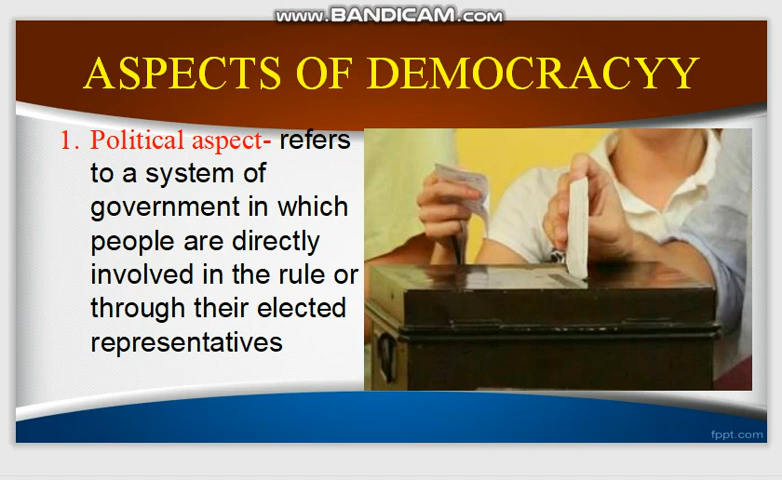 www.BANDICAM.com
ASPECTS OF DEMOCRACYY
1. Political aspect- refers
to a system of
government in which
people are directly
involved in the rule or
through their elected
representatives
fppt.com